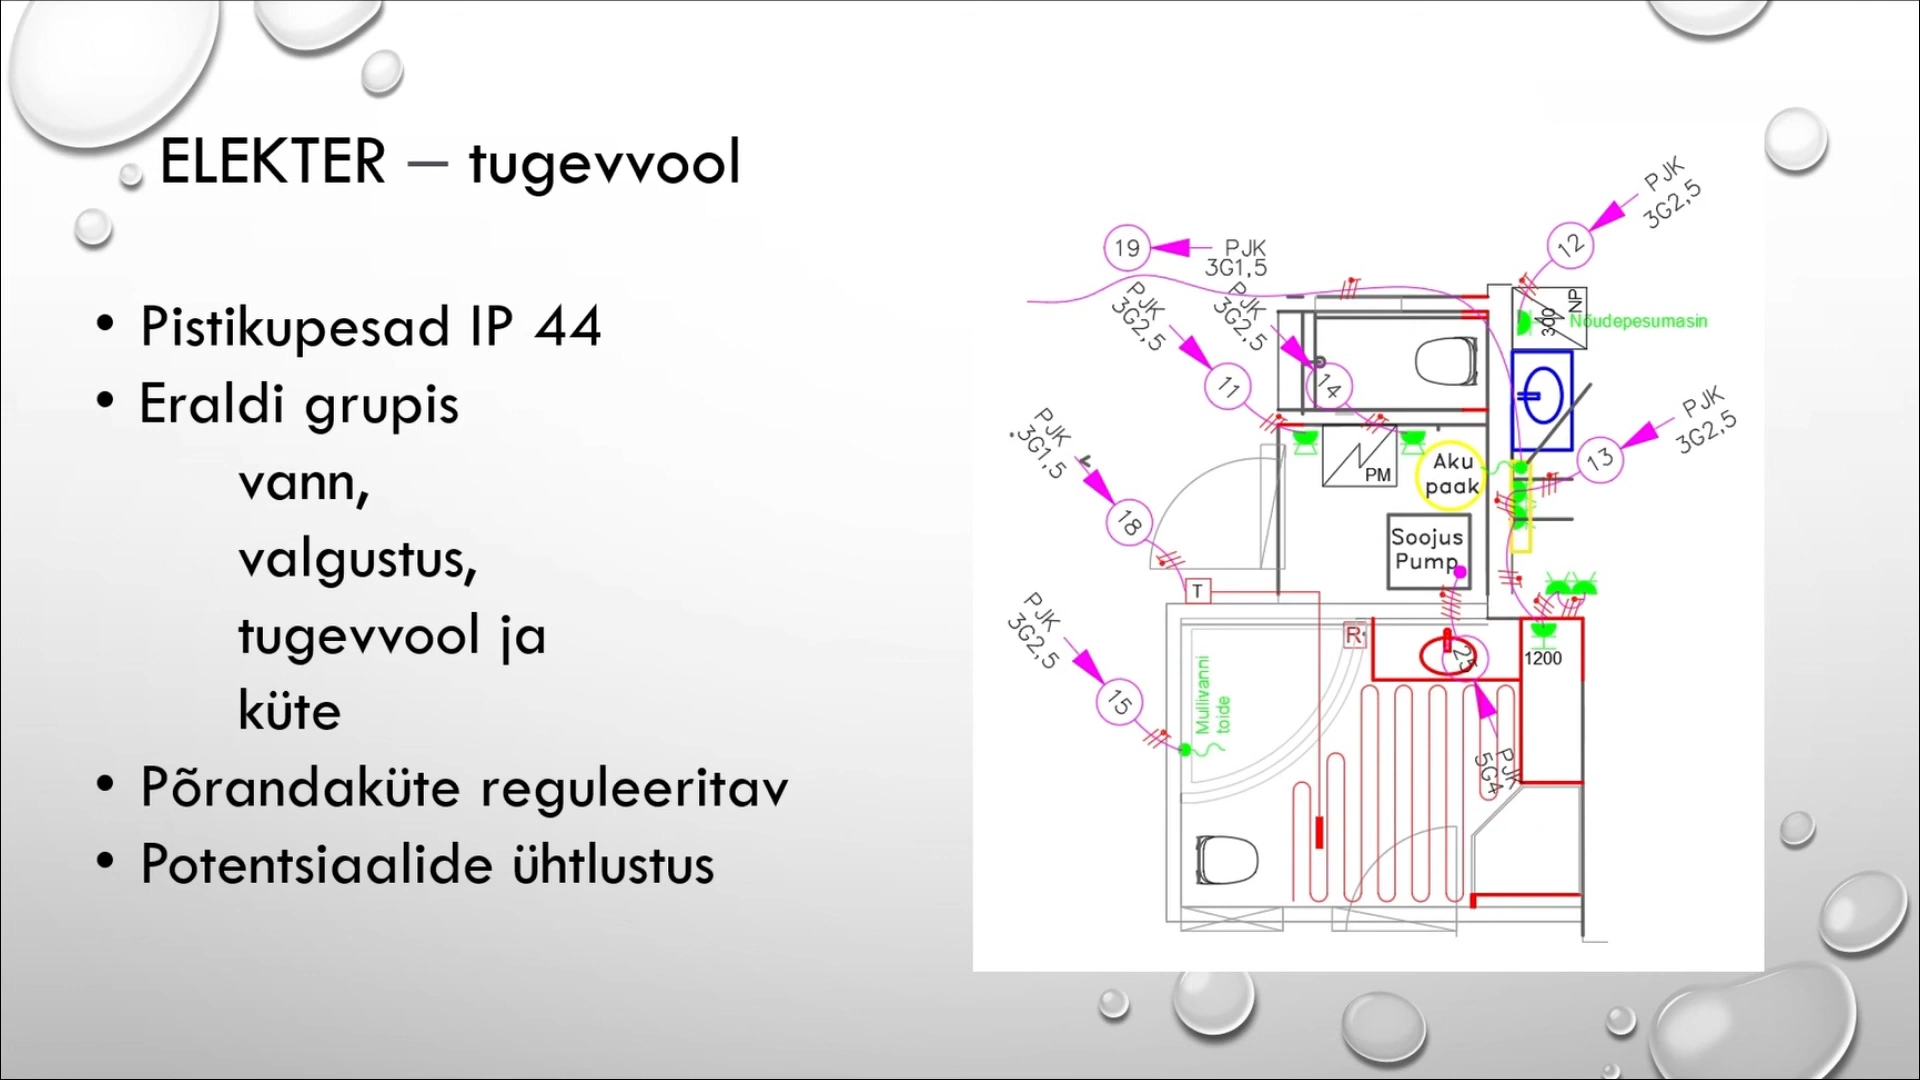 ELEKTER – tugevvool
• Pistikupesad IP 44
• Eraldi grupis
vann,
valgustus,
tugevvool ja
küte
• Põrandaküte reguleeritav
• Potentsiaalide ühtlustus
PJK
3G2,5
12
19
PJK
3G1,5
PJK
3G2,5
PJK
3G2,5
11
14
NP
300
Nõudepesumasin
PJK
3G2,5
13
PJK
3G1,5
18
PM
Aku
paak
Soojus
Pump
T
R
PJK
3G2,5
15
Mullivanni
toide
25
1200
PJK
5G4